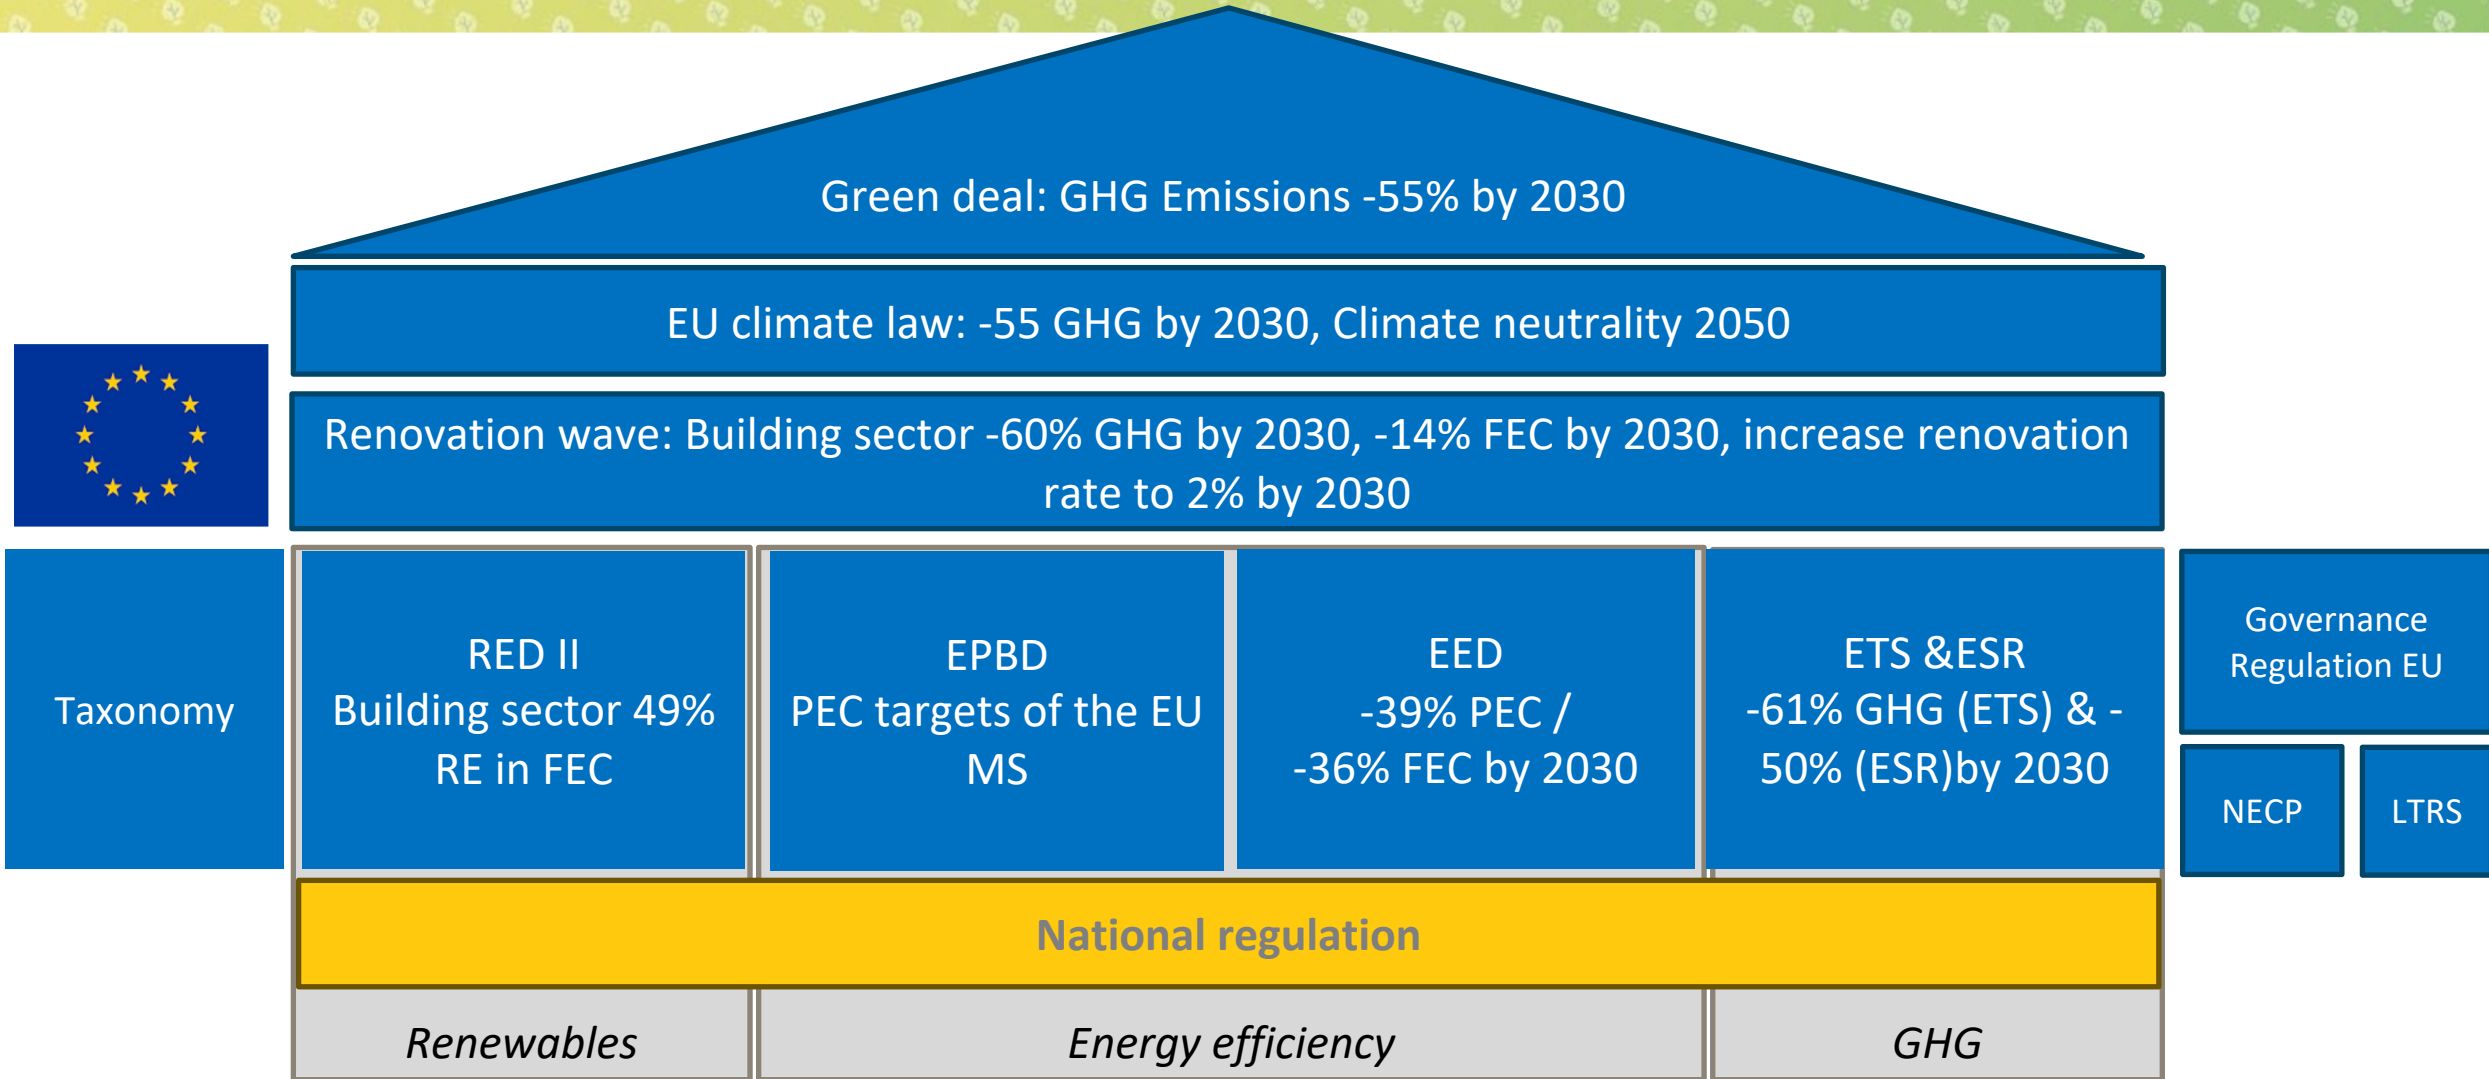 Green deal: GHG Emissions -55% by 2030
EU climate law: -55 GHG by 2030, Climate neutrality 2050
Renovation wave: Building sector -60% GHG by 2030, -14% FEC by 2030, increase renovation
rate to 2% by 2030
Taxonomy
RED II
Building sector 49%
RE in FEC
EPBD
PEC targets of the EU
MS
EED
-39% PEC /
-36% FEC by 2030
ETS &ESR
-61% GHG (ETS) & -
50% (ESR)by 2030
Governance
Regulation EU
NECP
LTRS
National regulation
Renewables
Energy efficiency
GHG